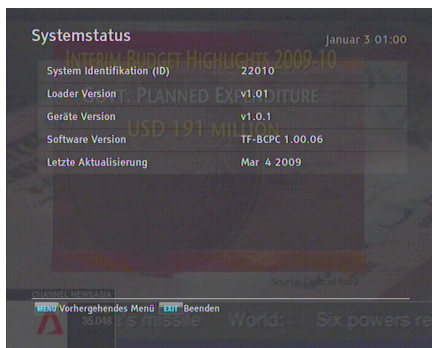 Systemstatus
Januar 3 01:00
INTERIM BUDGET HIGHLIGHTS 2009-10
System Identifikation (ID) 22010
Loader Version v1.01
GOVT. PLANNED EXPENDITURE
Geräte Version v1.0.1
USD 191 MILLION
Software Version TF-BCPC 1.00.06
Letzte Aktualisierung Mar 4 2009
CHANNEL NEWSASIA
MENU Vorhergehendes Menü EXIT Beenden
35.048 's missile World: Six powers re